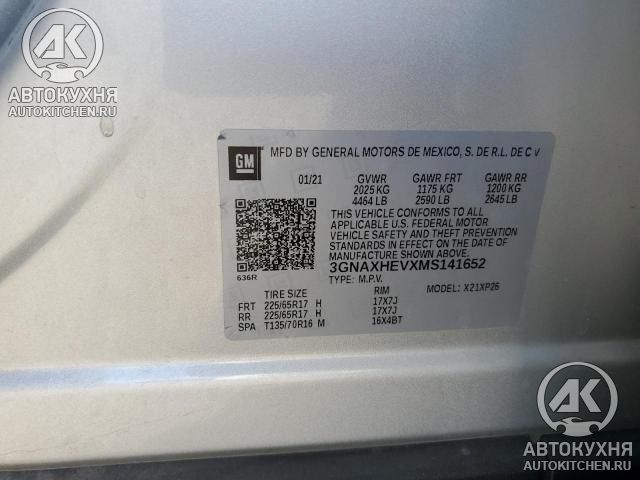 AK
АВТОКУХНЯ
AUTOKITCHEN.RU
GM
MFD BY GENERAL MOTORS DE MEXICO, S. DE R.L. DE C V
01/21 GVWR GAWR FRT GAWR RR
2025 KG 1175 KG 1200 KG
4464 LB 2590 LB 2645 LB
THIS VEHICLE CONFORMS TO ALL
APPLICABLE U.S. FEDERAL MOTOR
VEHICLE SAFETY AND THEFT
PREVENTION STANDARDS IN EFFECT
ON THE DATE OF
MANUFACTURE SHOWN ABOVE.
3GNAXHEVXMS141652
636R
TYPE: M.P.V. MODEL: X21XP26
TIRE SIZE RIM
FRT 225/65R17 H 17X7J
RR 225/65R17 H 17X7J
SPA T135/70R16 M 16X4BT
AK
АВТОКУХНЯ
AUTOKITCHEN.RU